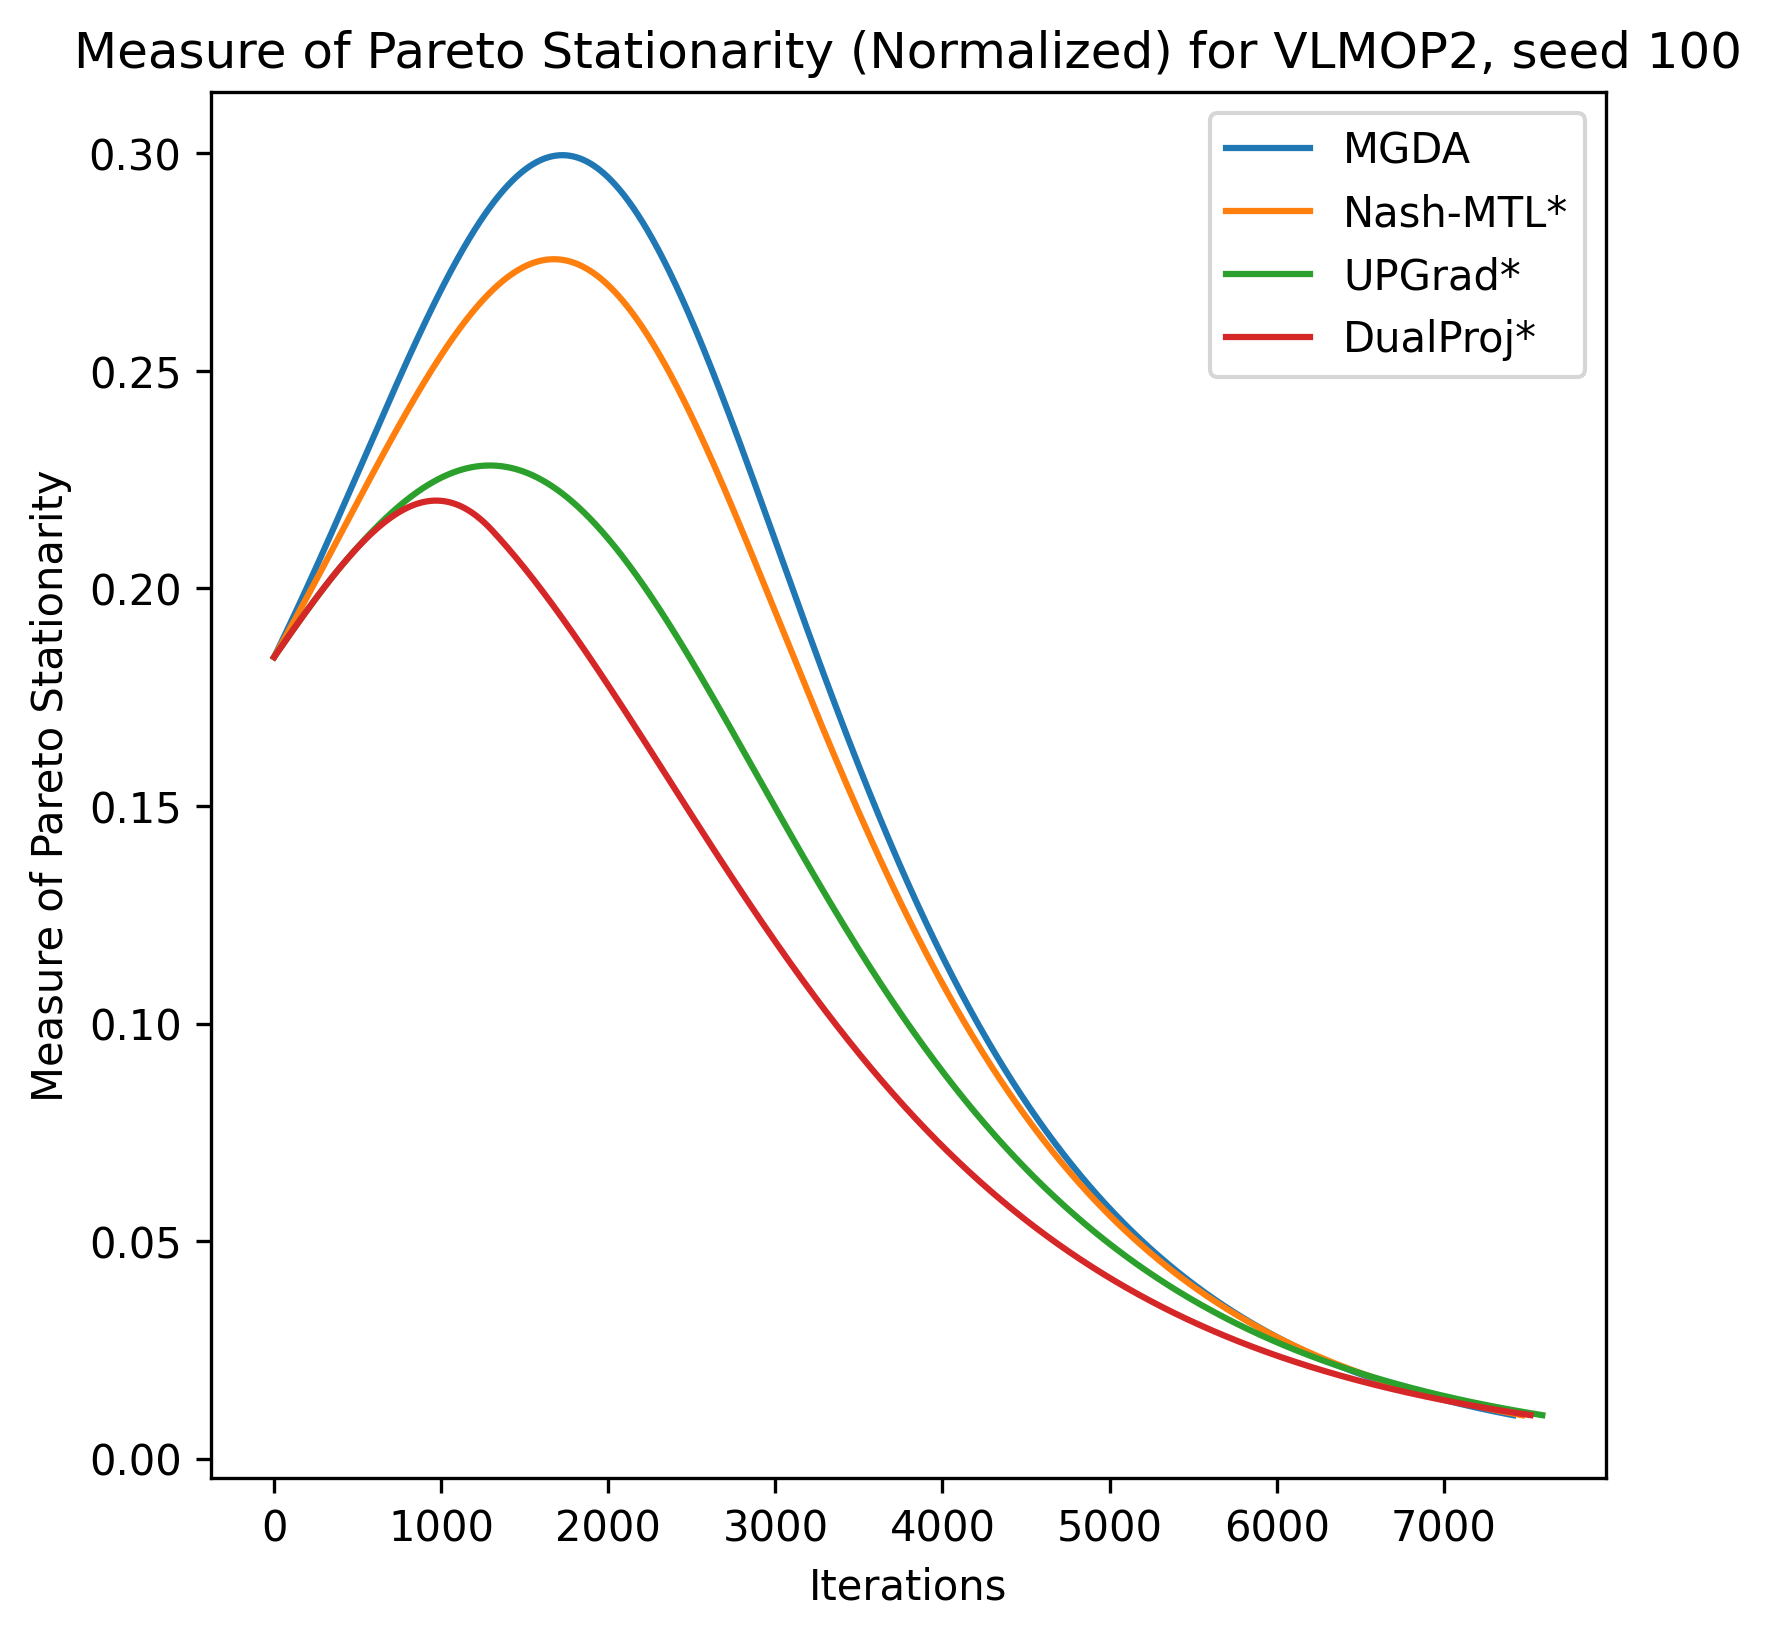 Measure of Pareto Stationarity (Normalized) for VLMOP2, seed 100
Measure of Pareto Stationarity
0.30
0.25
0.20
0.15
0.10
0.05
0.00
MGDA
Nash-MTL*
UPGrad*
DualProj*
0 1000 2000 3000 4000 5000 6000 7000
Iterations